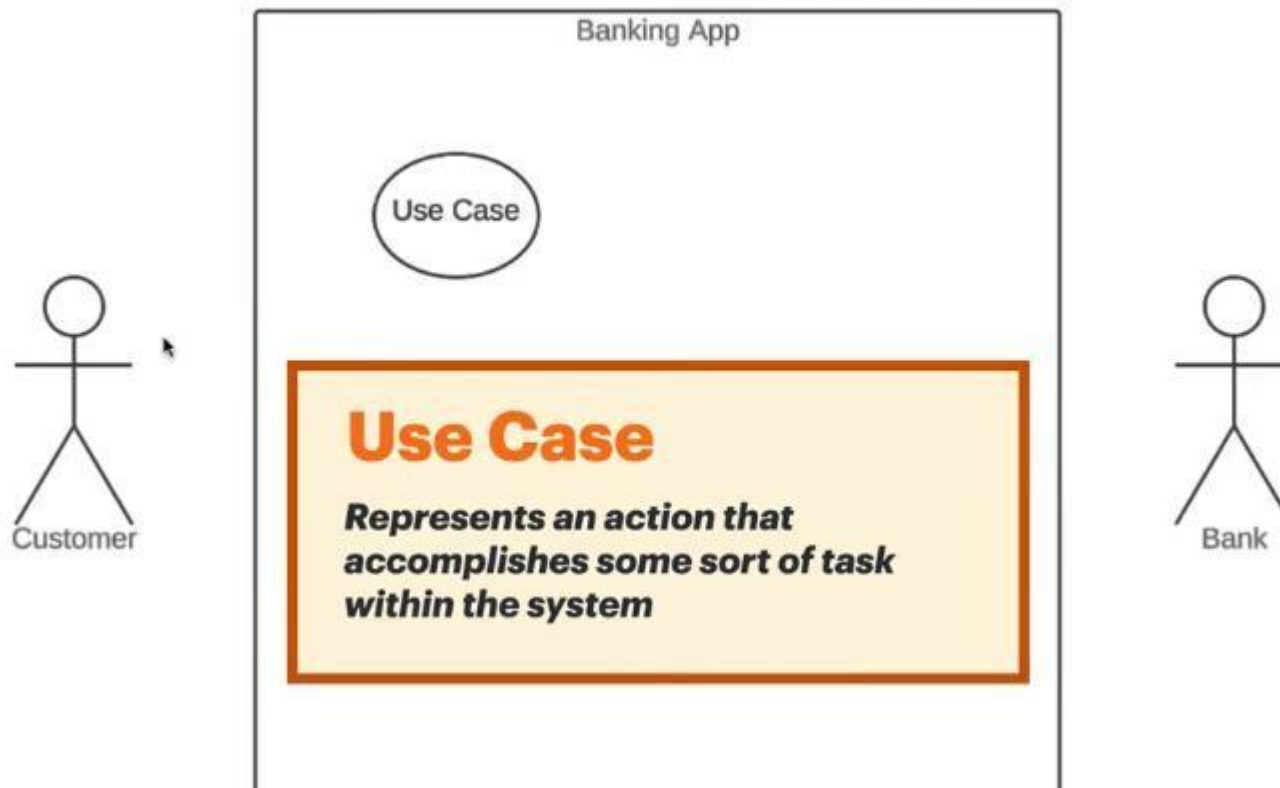 Banking App
Use Case
Use Case
Represents an action that
accomplishes some sort of task
within the system
Customer
Bank